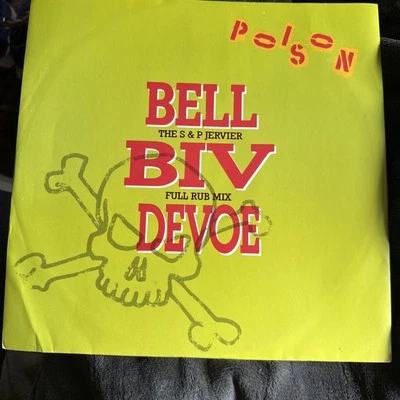 POISON
BELL
THE S & P JERVIER
BIV
FULL RUB MIX
DEVOE